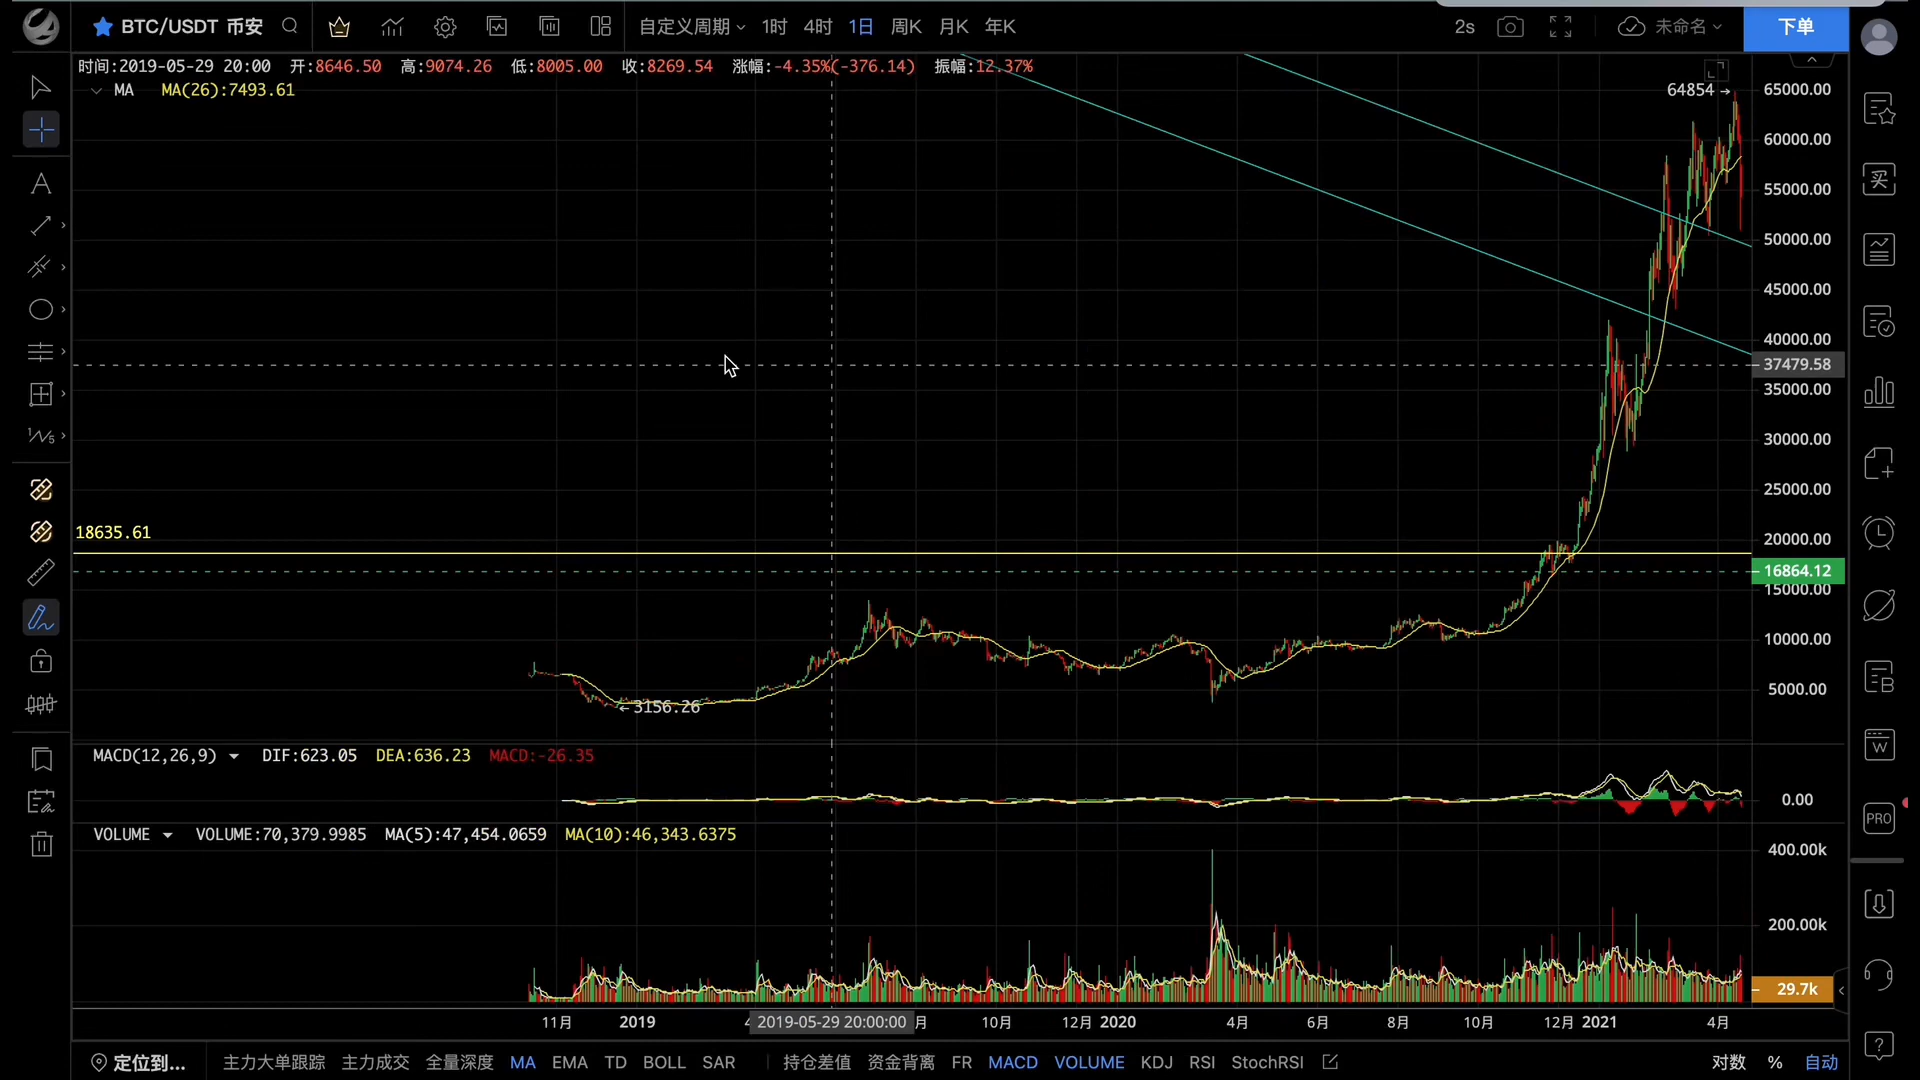 BTC/USDT 币安 自定义周期 1时 4时 1日 周K 月K 年K 2s 未命名 下单
时间:2019-05-29 20:00 开:8646.50 高:9074.26 低:8005.00 收:8269.54 涨幅:-4.35%(-376.14) 振幅:12.37%
MA MA(26):7493.61
64854
65000.00
60000.00
55000.00
50000.00
45000.00
40000.00
37479.58
35000.00
30000.00
25000.00
18635.61
20000.00
16864.12
15000.00
10000.00
5000.00
3156.26
MACD(12,26,9) DIF:623.05 DEA:636.23 MACD:-26.35
0.00
VOLUME VOLUME:70,379.9985 MA(5):47,454.0659 MA(10):46,343.6375
400.00k
200.00k
29.7k
11月 2019 2019-05-29 20:00:00 月 10月 12月 2020 4月 6月 8月 10月 12月 2021 4月
定位到... 主力大单跟踪 主力成交 全量深度 MA EMA TD BOLL SAR 持仓差值 资金背离 FR MACD VOLUME KDJ RSI StochRSI 对数 % 自动
买
B
W
PRO